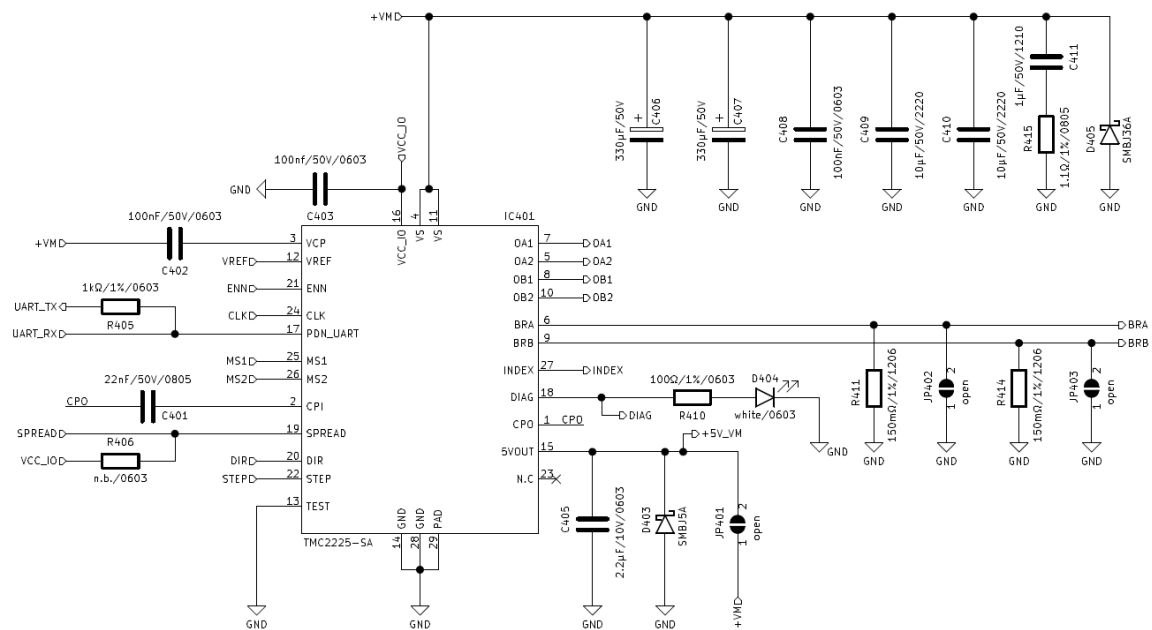 +VM
330µF/50V
+
C406
330µF/50V
+
C407
C408
100nF/50V/0603
C409
10µF/50V/2220
C410
10µF/50V/2220
1µF/50V/1210
C411
R415
1.1Ω/1%/0805
D405
SMBJ36A
GND
GND
GND
GND
GND
GND
GND
VCC_IO
100nf/50V/0603
GND
C403
16
4
11
IC401
VCC_IO
VS
VS
100nF/50V/0603
+VM
C402
3
VCP
VREF
12
VREF
ENN
21
ENN
1kΩ/1%/0603
UART_TX
R405
CLK
24
CLK
UART_RX
17
PDN_UART
MS1
25
MS1
MS2
26
MS2
22nF/50V/0805
CPO
C401
2
CPI
SPREAD
19
SPREAD
R406
VCC_IO
n.b./0603
DIR
20
DIR
STEP
22
STEP
13
TEST
GND
TMC2225-SA
GND
GND
PAD
14
28
29
GND
OA1
7
OA1
OA2
5
OA2
OB1
8
OB1
OB2
10
OB2
BRA
6
BRA
BRB
9
BRB
INDEX
27
INDEX
DIAG
18
DIAG
100Ω/1%/0603
R410
D404
white/0603
GND
CPO
1
CPO
5VOUT
15
+5V_VM
N.C
23
C405
2.2µF/10V/0603
GND
D403
SMBJ5A
GND
JP401
1
2
open
+VM
R411
150mΩ/1%/1206
GND
JP402
1
2
open
GND
R414
150mΩ/1%/1206
GND
JP403
1
2
open
GND